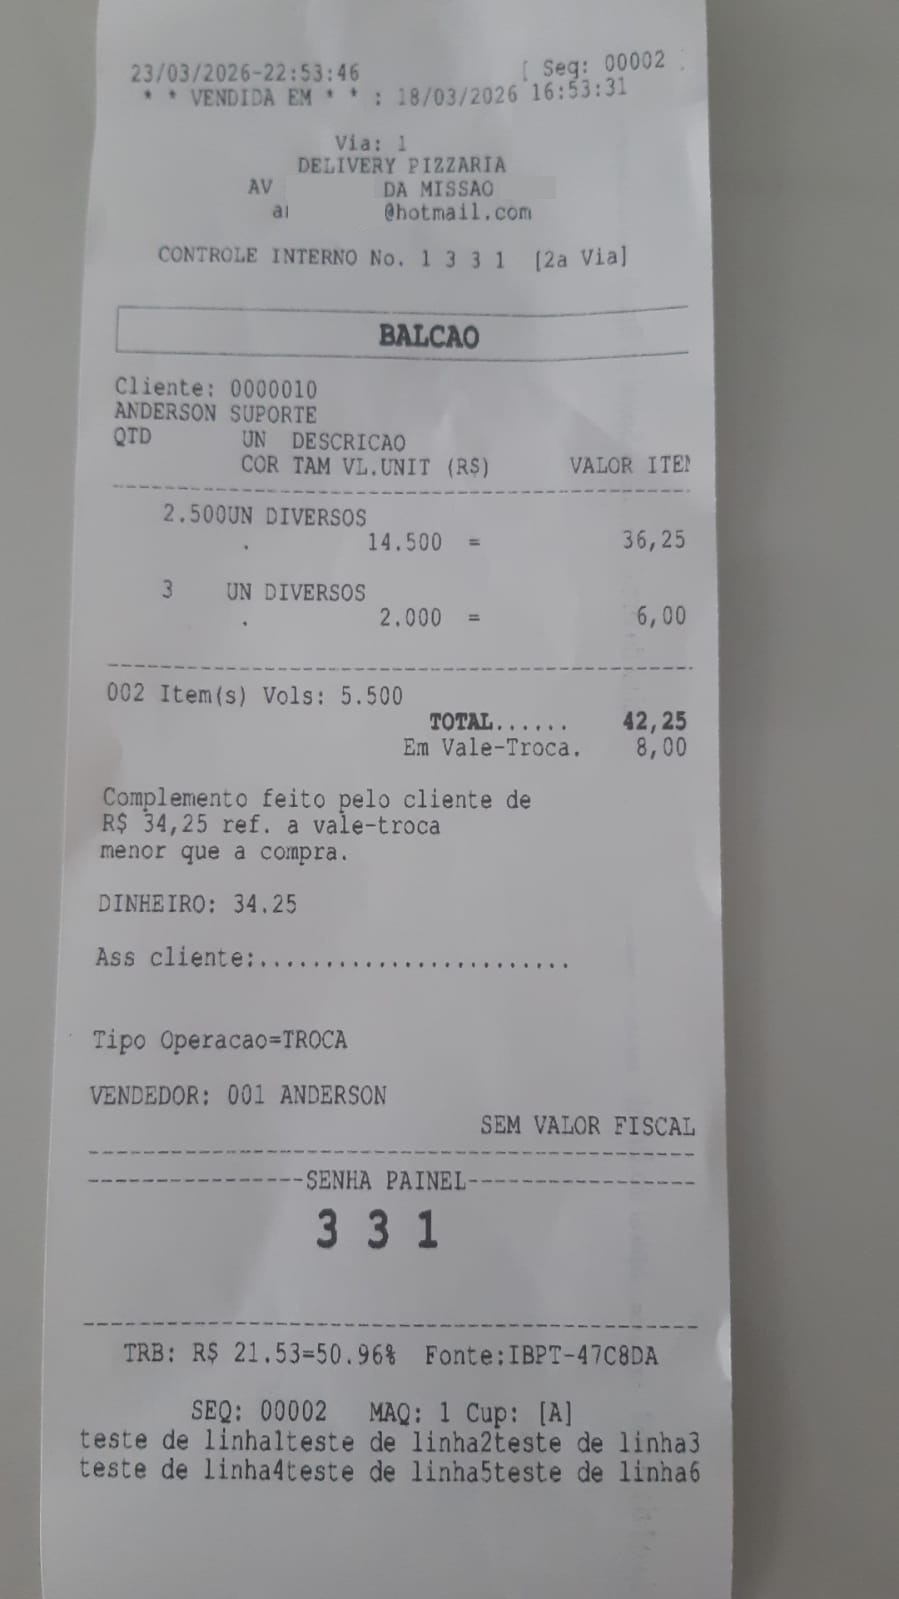 23/03/2026-22:53:46 [ Seq: 00002
* * VENDIDA EM * * : 18/03/2026 16:53:31
Via: 1
DELIVERY PIZZARIA
AV DA MISSAO
@hotmail.com
CONTROLE INTERNO No. 1 3 3 1 [2a Via]
BALCAO
Cliente: 0000010
ANDERSON SUPORTE
QTD UN DESCRICAO
COR TAM VL.UNIT (R$) VALOR ITE
2.500UN DIVERSOS
. 14.500 = 36,25
3 UN DIVERSOS
. 2.000 = 6,00
002 Item(s) Vols: 5.500
TOTAL...... 42,25
Em Vale-Troca. 8,00
Complemento feito pelo cliente de
R$ 34,25 ref. a vale-troca
menor que a compra.
DINHEIRO: 34.25
Ass cliente:.......................
Tipo Operacao=TROCA
VENDEDOR: 001 ANDERSON
SEM VALOR FISCAL
----------------SENHA PAINEL-----------------
3 3 1
TRB: R$ 21.53=50.96% Fonte:IBPT-47C8DA
SEQ: 00002 MAQ: 1 Cup: [A]
teste de linha1teste de linha2teste de linha3
teste de linha4teste de linha5teste de linha6